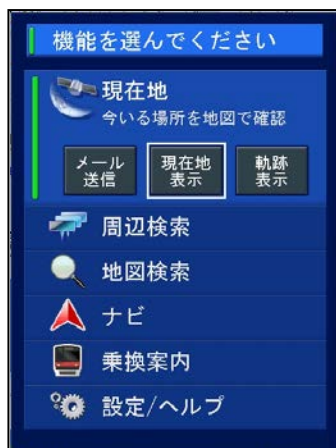 機能を選んでください
現在地
今いる場所を地図で確認
メール
送信
現在地
表示
軌跡
表示
周辺検索
地図検索
ナビ
乗換案内
設定/ヘルプ